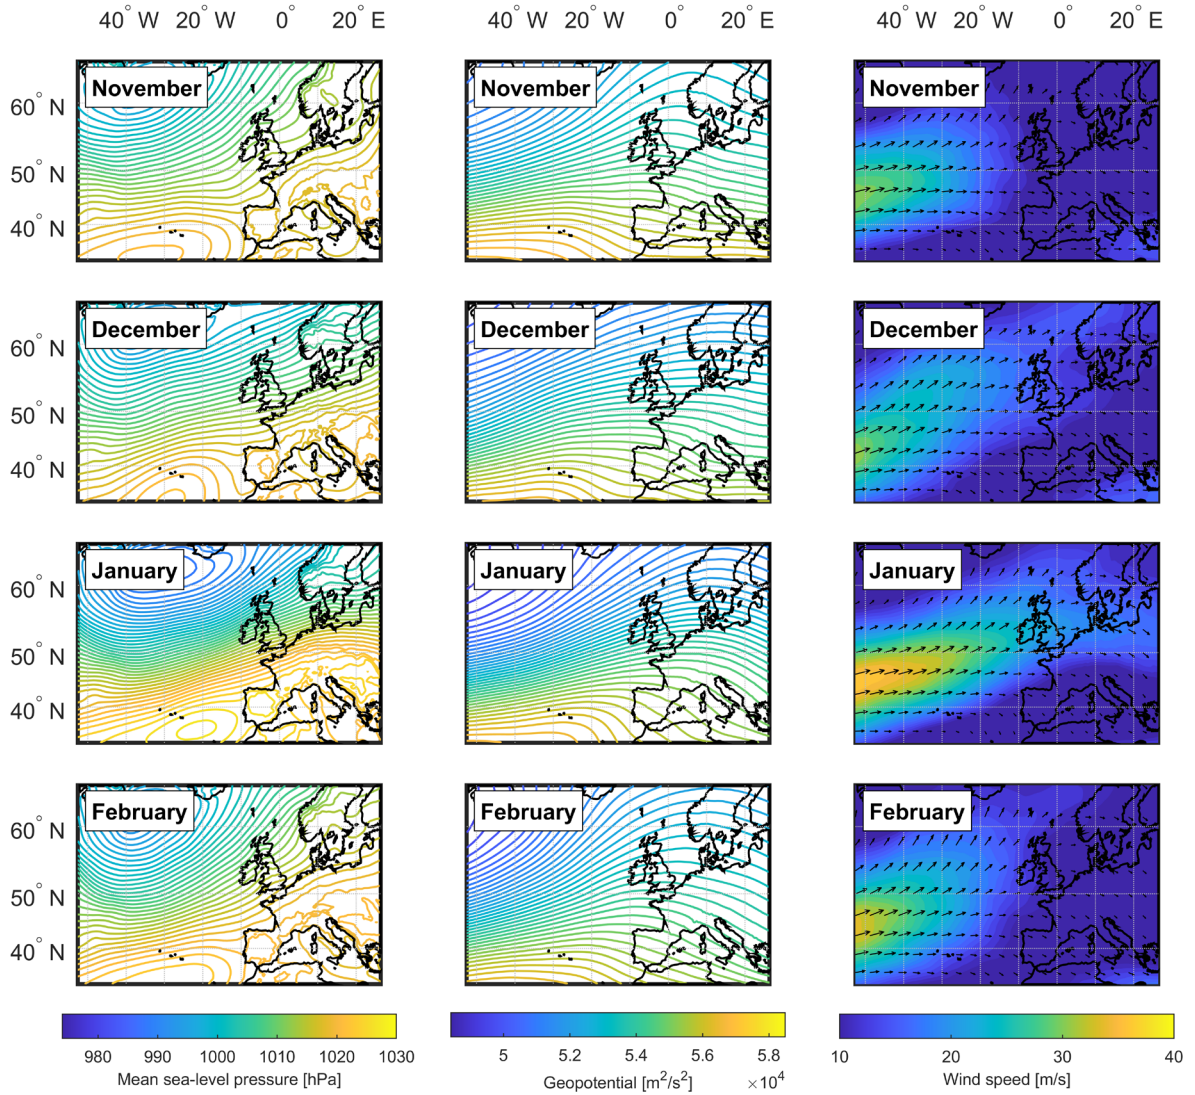 40° W 20° W 0° 20° E 40° W 20° W 0° 20° E 40° W 20° W 0° 20° E
November November November
60° N
50° N
40° N
December December December
60° N
50° N
40° N
January January January
60° N
50° N
40° N
February February February
60° N
50° N
40° N
980 990 1000 1010 1020 1030 5 5.2 5.4 5.6 5.8 10 20 30 40
Mean sea-level pressure [hPa] Geopotential [m²/s²] ×10⁴ Wind speed [m/s]